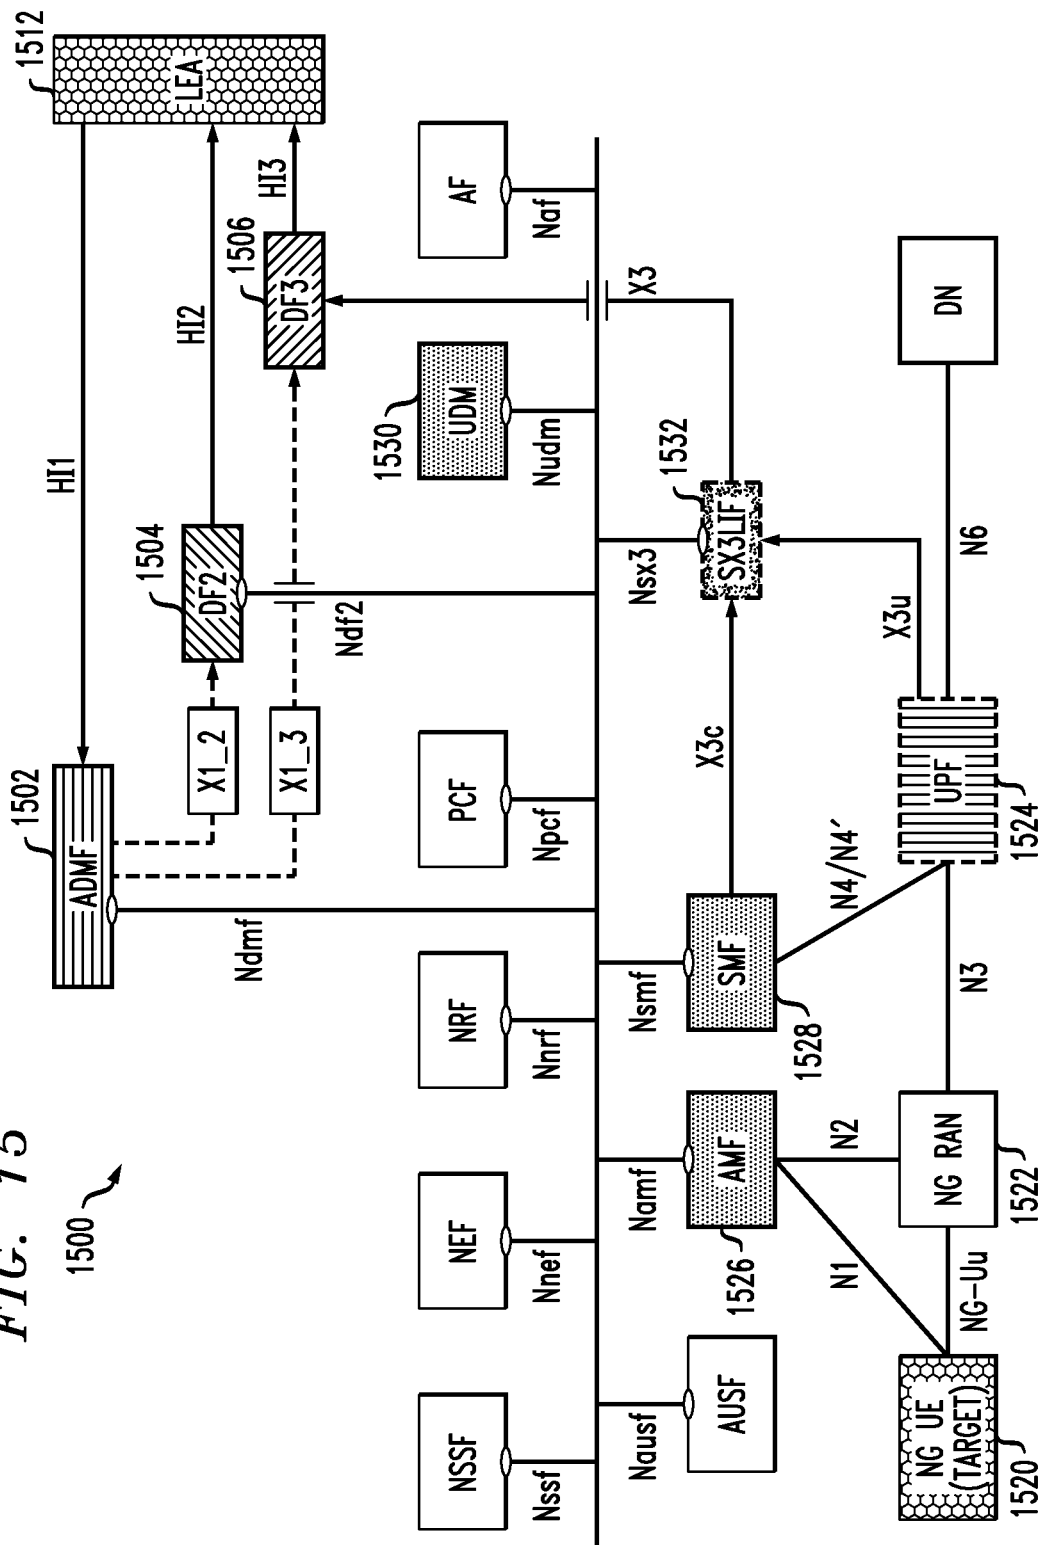 FIG. 15
1500
1502
ADMF
HI1
1512
LEA
X1_2
1504
DF2
HI2
X1_3
1506
DF3
HI3
Ndmf
Ndf2
NSSF
NEF
NRF
PCF
1530
UDM
AF
Nssf
Nnef
Nnrf
Npcf
Nudm
Naf
Nausf
Namf
Nsmf
Nsx3
X3
AUSF
AMF
1526
SMF
1528
X3c
SX3LIF
1532
N1
N2
N4/N4′
X3u
NG UE
(TARGET)
1520
NG-Uu
NG RAN
1522
N3
UPF
1524
N6
DN